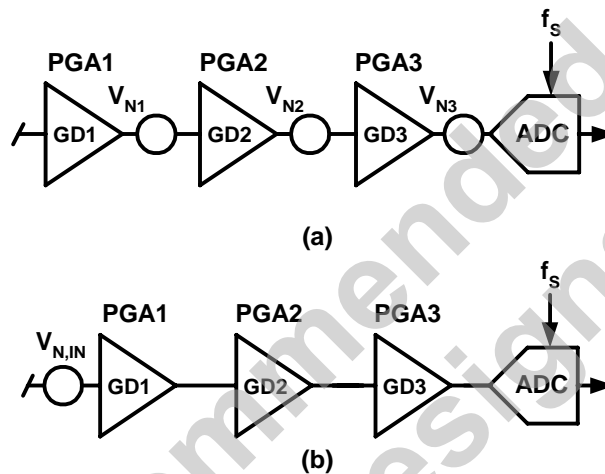 f_S
PGA1 PGA2 PGA3
V_N1 V_N2 V_N3
GD1 GD2 GD3 ADC
(a)
f_S
PGA1 PGA2 PGA3
V_N,IN
GD1 GD2 GD3 ADC
(b)